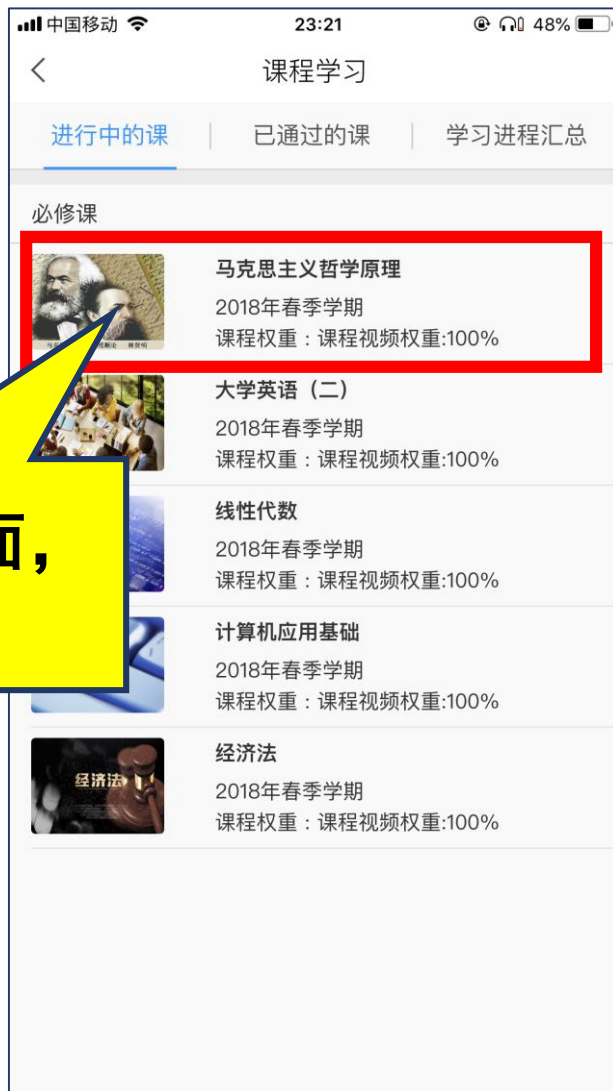 中国移动 23:21 48%
课程学习
进行中的课 已通过的课 学习进程汇总
必修课
马克思主义哲学原理
2018年春季学期
课程权重：课程视频权重:100%
大学英语（二）
2018年春季学期
课程权重：课程视频权重:100%
面，
线性代数
2018年春季学期
课程权重：课程视频权重:100%
计算机应用基础
2018年春季学期
课程权重：课程视频权重:100%
经济法
经济法
2018年春季学期
课程权重：课程视频权重:100%